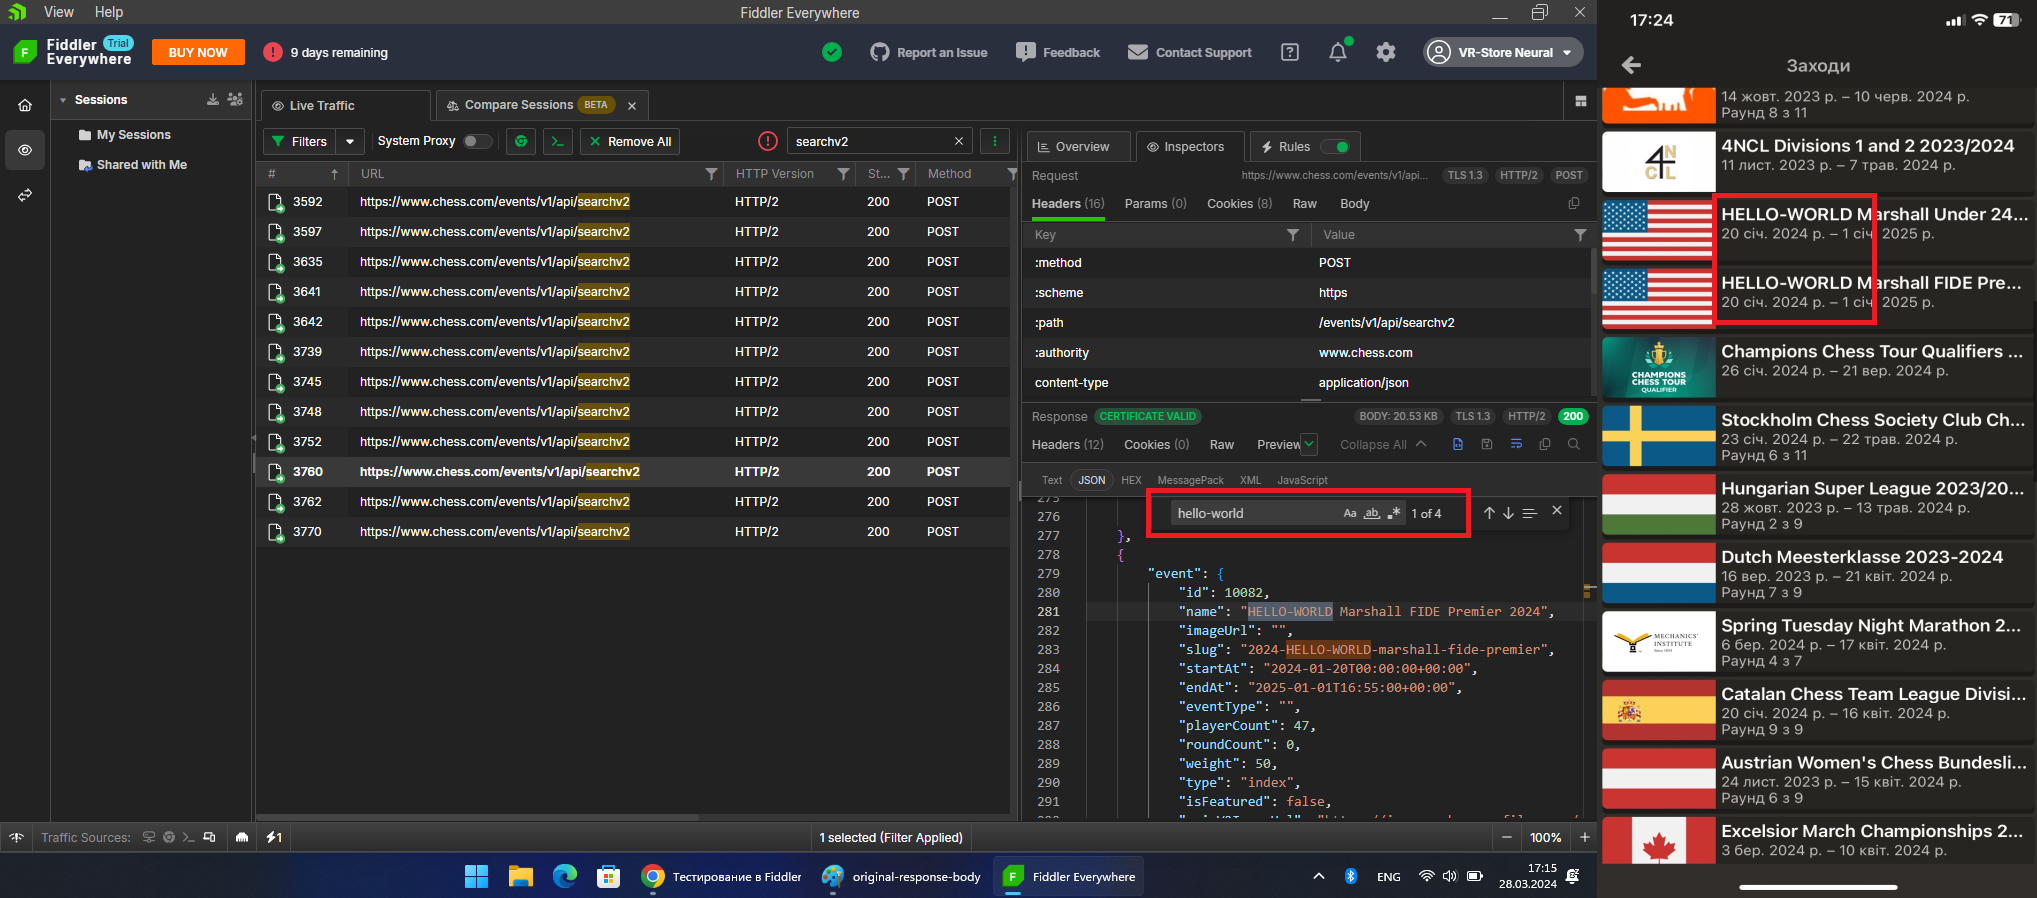 View Help
Fiddler Everywhere
Fiddler Trial
Everywhere
BUY NOW
9 days remaining
Report an Issue
Feedback
Contact Support
VR-Store Neural
Sessions
My Sessions
Shared with Me
Live Traffic
Compare Sessions BETA
Filters
System Proxy
Remove All
searchv2
# URL HTTP Version St... Method
3592 https://www.chess.com/events/v1/api/searchv2 HTTP/2 200 POST
3597 https://www.chess.com/events/v1/api/searchv2 HTTP/2 200 POST
3635 https://www.chess.com/events/v1/api/searchv2 HTTP/2 200 POST
3641 https://www.chess.com/events/v1/api/searchv2 HTTP/2 200 POST
3642 https://www.chess.com/events/v1/api/searchv2 HTTP/2 200 POST
3739 https://www.chess.com/events/v1/api/searchv2 HTTP/2 200 POST
3745 https://www.chess.com/events/v1/api/searchv2 HTTP/2 200 POST
3748 https://www.chess.com/events/v1/api/searchv2 HTTP/2 200 POST
3752 https://www.chess.com/events/v1/api/searchv2 HTTP/2 200 POST
3760 https://www.chess.com/events/v1/api/searchv2 HTTP/2 200 POST
3762 https://www.chess.com/events/v1/api/searchv2 HTTP/2 200 POST
3770 https://www.chess.com/events/v1/api/searchv2 HTTP/2 200 POST
Overview
Inspectors
Rules
Request https://www.chess.com/events/v1/api... TLS 1.3 HTTP/2 POST
Headers (16) Params (0) Cookies (8) Raw Body
Key Value
:method POST
:scheme https
:path /events/v1/api/searchv2
:authority www.chess.com
content-type application/json
Response CERTIFICATE VALID BODY: 20.53 KB TLS 1.3 HTTP/2 200
Headers (12) Cookies (0) Raw Preview Collapse All
Text JSON HEX MessagePack XML JavaScript
hello-world Aa ab 1 of 4
275
276
277 },
278 {
279 "event": {
280 "id": 10082,
281 "name": "HELLO-WORLD Marshall FIDE Premier 2024",
282 "imageUrl": "",
283 "slug": "2024-HELLO-WORLD-marshall-fide-premier",
284 "startAt": "2024-01-20T00:00:00+00:00",
285 "endAt": "2025-01-01T16:55:00+00:00",
286 "eventType": "",
287 "playerCount": 47,
288 "roundCount": 0,
289 "weight": 50,
290 "type": "index",
291 "isFeatured": false,
Traffic Sources:
1
1 selected (Filter Applied)
100%
Тестирование в Fiddler
original-response-body
Fiddler Everywhere
ENG
17:15
28.03.2024
17:24
71
Заходи
14 жовт. 2023 р. – 10 черв. 2024 р.
Раунд 8 з 11
4NCL
4NCL Divisions 1 and 2 2023/2024
11 лист. 2023 р. – 7 трав. 2024 р.
HELLO-WORLD Marshall Under 24...
20 січ. 2024 р. – 1 січ. 2025 р.
HELLO-WORLD Marshall FIDE Pre...
20 січ. 2024 р. – 1 січ. 2025 р.
CHAMPIONS
CHESS TOUR
QUALIFIER
Champions Chess Tour Qualifiers ...
26 січ. 2024 р. – 21 вер. 2024 р.
Stockholm Chess Society Club Ch...
23 січ. 2024 р. – 22 трав. 2024 р.
Раунд 6 з 11
Hungarian Super League 2023/20...
28 жовт. 2023 р. – 13 трав. 2024 р.
Раунд 2 з 9
Dutch Meesterklasse 2023-2024
16 вер. 2023 р. – 21 квіт. 2024 р.
Раунд 7 з 9
MECHANICS'
INSTITUTE
Spring Tuesday Night Marathon 2...
6 бер. 2024 р. – 17 квіт. 2024 р.
Раунд 4 з 7
Catalan Chess Team League Divisi...
20 січ. 2024 р. – 16 квіт. 2024 р.
Раунд 9 з 9
Austrian Women's Chess Bundesli...
24 лист. 2023 р. – 15 квіт. 2024 р.
Раунд 6 з 9
Excelsior March Championships 2...
3 бер. 2024 р. – 10 квіт. 2024 р.